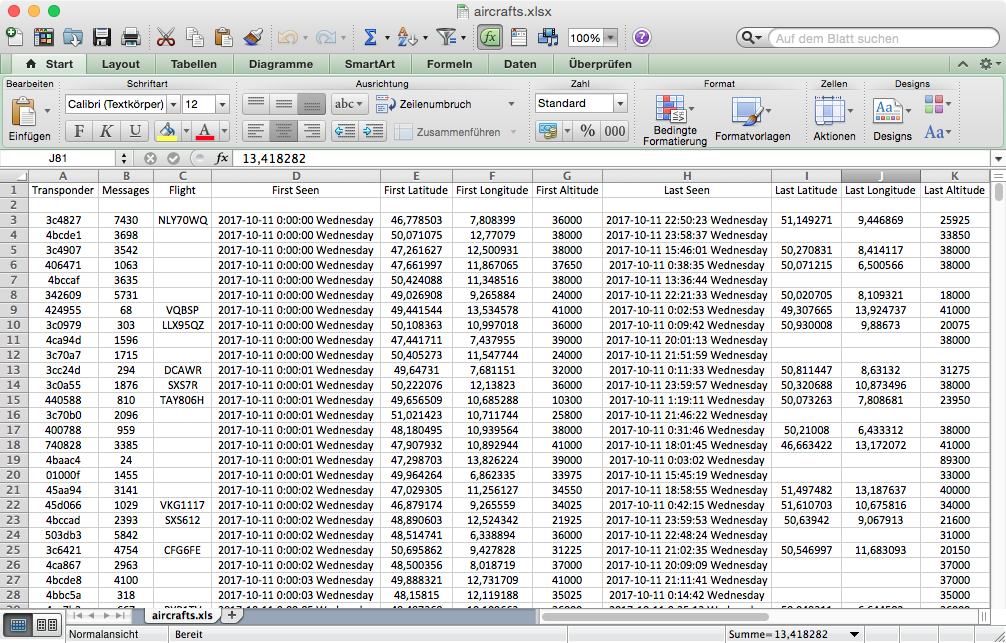 aircrafts.xlsx
100%
Auf dem Blatt suchen
Start Layout Tabellen Diagramme SmartArt Formeln Daten Überprüfen
Bearbeiten Schriftart Ausrichtung Zahl Format Zellen Designs
Calibri (Textkörper) 12 abc Zeilenumbruch Standard
Einfügen F K U Zusammenführen % 000 Bedingte Formatierung Formatvorlagen Aktionen Designs Aa
J81 fx 13,418282
A B C D E F G H I J K
1 Transponder Messages Flight First Seen First Latitude First Longitude First Altitude Last Seen Last Latitude Last Longitude Last Altitude
2
3 3c4827 7430 NLY70WQ 2017-10-11 0:00:00 Wednesday 46,778503 7,808399 36000 2017-10-11 22:50:23 Wednesday 51,149271 9,446869 25925
4 4bcde1 3698 2017-10-11 0:00:00 Wednesday 50,071075 12,77079 38000 2017-10-11 23:58:37 Wednesday 33850
5 3c4907 3542 2017-10-11 0:00:00 Wednesday 47,261627 12,500931 38000 2017-10-11 15:46:01 Wednesday 50,270831 8,414117 38000
6 406471 1063 2017-10-11 0:00:00 Wednesday 47,661997 11,867065 37650 2017-10-11 0:38:35 Wednesday 50,071215 6,500566 38000
7 4bccaf 3635 2017-10-11 0:00:00 Wednesday 50,424088 11,348516 38000 2017-10-11 13:36:44 Wednesday
8 342609 5731 2017-10-11 0:00:00 Wednesday 49,026908 9,265884 24000 2017-10-11 22:21:33 Wednesday 50,020705 8,109321 18000
9 424955 68 VQBSP 2017-10-11 0:00:00 Wednesday 49,441544 13,534578 41000 2017-10-11 0:02:53 Wednesday 49,307665 13,924737 41000
10 3c0979 303 LLX95QZ 2017-10-11 0:00:00 Wednesday 50,108363 10,997018 36000 2017-10-11 0:09:42 Wednesday 50,930008 9,88673 20075
11 4ca94d 1596 2017-10-11 0:00:00 Wednesday 47,441711 7,437955 39000 2017-10-11 20:01:13 Wednesday 38000
12 3c70a7 1715 2017-10-11 0:00:00 Wednesday 50,405273 11,547744 24000 2017-10-11 21:51:59 Wednesday
13 3cc24d 294 DCAWR 2017-10-11 0:00:01 Wednesday 49,64731 7,681151 32000 2017-10-11 0:11:33 Wednesday 50,811447 8,63132 31275
14 3c0a55 1876 SXS7R 2017-10-11 0:00:01 Wednesday 50,222076 12,13823 36000 2017-10-11 23:59:57 Wednesday 50,320688 10,873496 38000
15 440588 810 TAY806H 2017-10-11 0:00:01 Wednesday 49,656509 10,685288 10300 2017-10-11 1:19:11 Wednesday 50,073263 7,808681 23950
16 3c70b0 2096 2017-10-11 0:00:01 Wednesday 51,021423 10,711744 25800 2017-10-11 21:46:22 Wednesday
17 400788 959 2017-10-11 0:00:01 Wednesday 48,180495 10,939564 38000 2017-10-11 0:31:46 Wednesday 50,21008 6,433312 38000
18 740828 3385 2017-10-11 0:00:01 Wednesday 47,907932 10,892944 41000 2017-10-11 18:01:45 Wednesday 46,663422 13,172072 41000
19 4baac4 24 2017-10-11 0:00:01 Wednesday 47,298703 13,826224 39000 2017-10-11 0:03:02 Wednesday 89300
20 01000f 1455 2017-10-11 0:00:01 Wednesday 49,964264 6,862335 33975 2017-10-11 15:45:19 Wednesday 33000
21 45aa94 3141 2017-10-11 0:00:02 Wednesday 47,029305 11,256127 34550 2017-10-11 18:58:55 Wednesday 51,497482 13,187637 40000
22 45d066 1029 VKG1117 2017-10-11 0:00:02 Wednesday 46,879174 9,265559 34025 2017-10-11 0:42:15 Wednesday 51,610703 10,675816 34000
23 4bccad 2393 SXS612 2017-10-11 0:00:02 Wednesday 48,890603 12,524342 21925 2017-10-11 23:59:53 Wednesday 50,63942 9,067913 21600
24 503db3 5842 2017-10-11 0:00:02 Wednesday 48,514741 6,338894 36000 2017-10-11 22:48:24 Wednesday 31000
25 3c6421 4754 CFG6FE 2017-10-11 0:00:02 Wednesday 50,695862 9,427828 31225 2017-10-11 21:02:35 Wednesday 50,546997 11,683093 20150
26 4ca867 2963 2017-10-11 0:00:02 Wednesday 48,500356 8,018719 37000 2017-10-11 20:09:09 Wednesday 37000
27 4bcde8 4100 2017-10-11 0:00:03 Wednesday 49,888321 12,731709 41000 2017-10-11 21:11:41 Wednesday 37000
28 4bbc5a 318 2017-10-11 0:00:03 Wednesday 48,15815 12,119188 35000 2017-10-11 0:14:42 Wednesday 35000
aircrafts.xls
Normalansicht Bereit Summe=13,418282